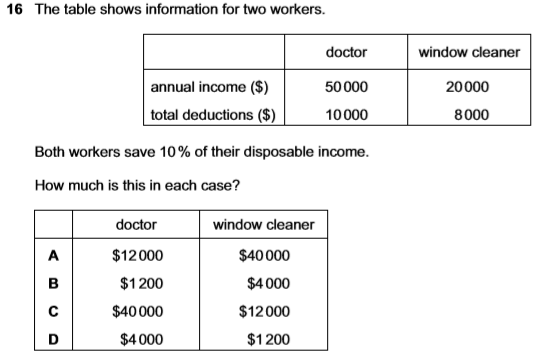 16 The table shows information for two workers.
doctor window cleaner
annual income ($) 50 000 20 000
total deductions ($) 10 000 8 000
Both workers save 10% of their disposable income.
How much is this in each case?
doctor window cleaner
A $12 000 $40 000
B $1 200 $4 000
C $40 000 $12 000
D $4 000 $1 200